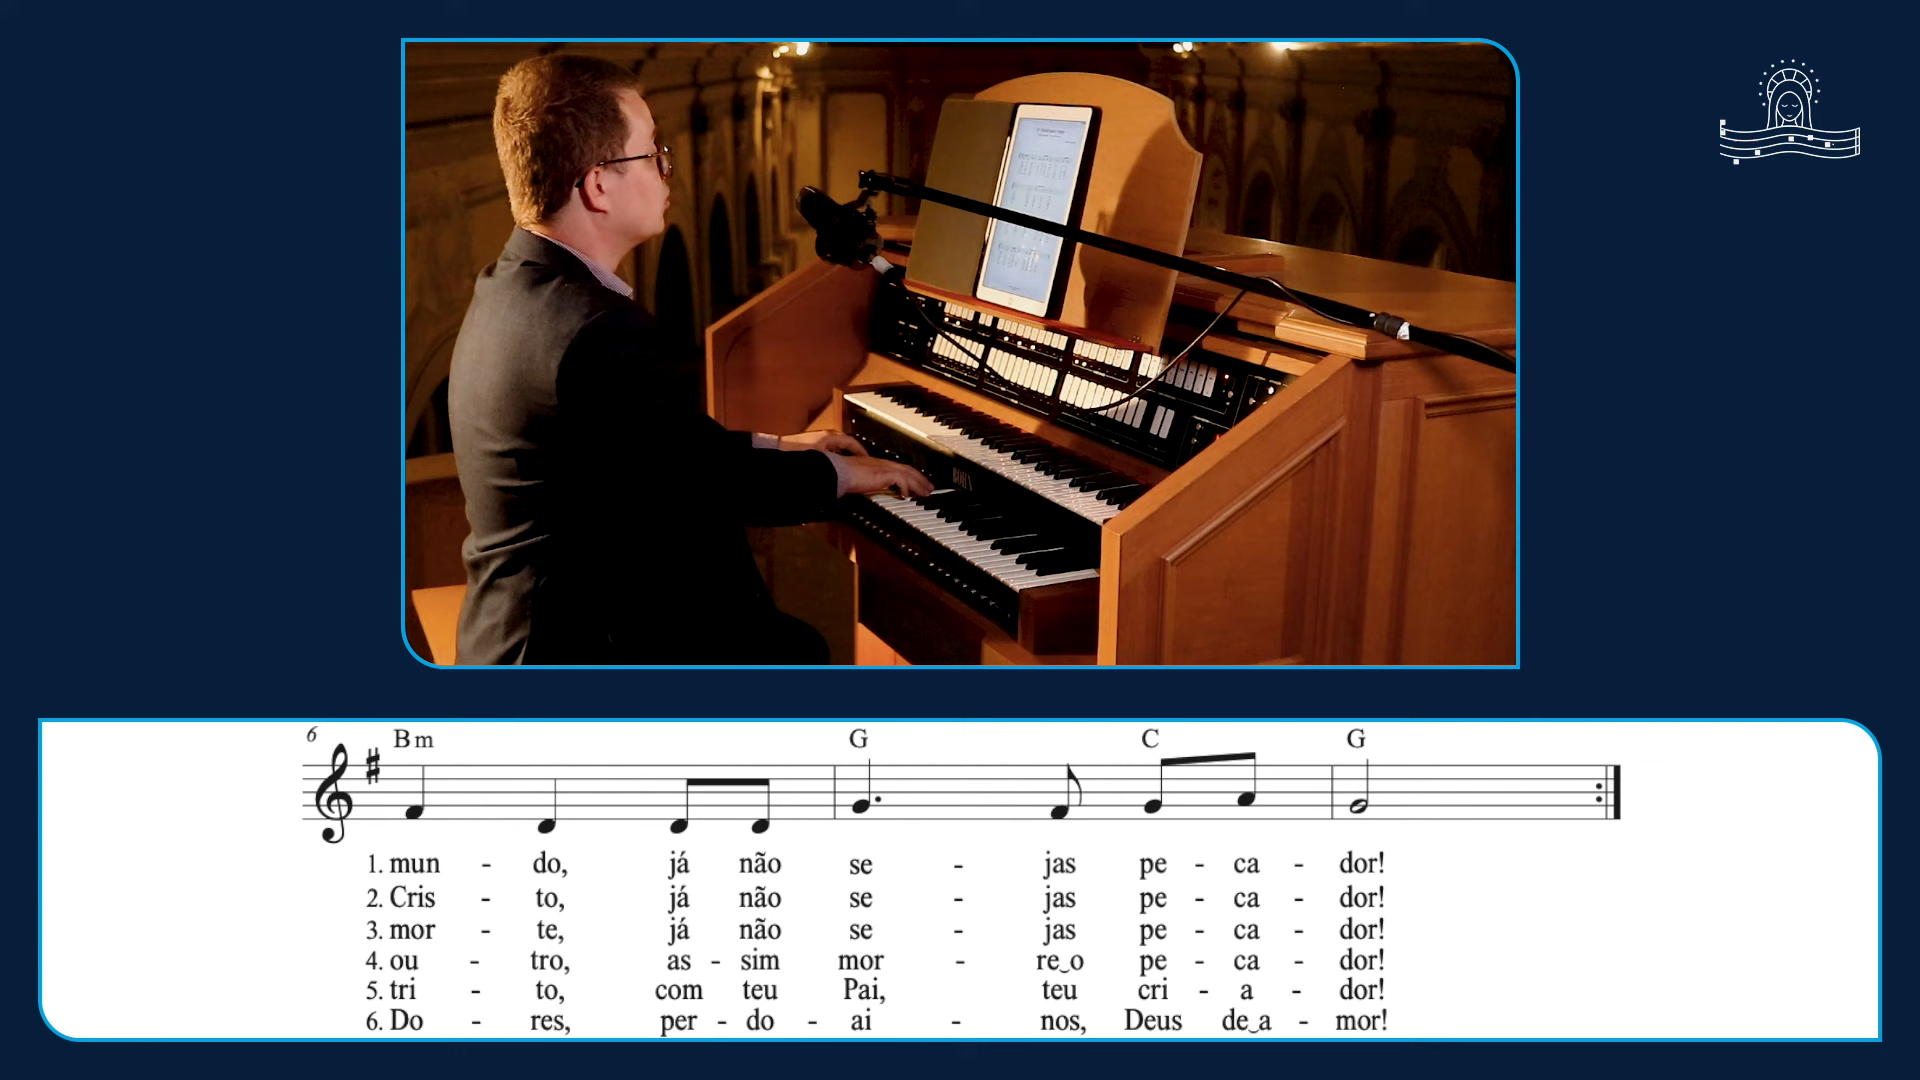 6
Bm G C G
1. mun - do, já não se - jas pe - ca - dor!
2. Cris - to, já não se - jas pe - ca - dor!
3. mor - te, já não se - jas pe - ca - dor!
4. ou - tro, as - sim mor - re‿o pe - ca - dor!
5. tri - to, com teu Pai, teu cri - a - dor!
6. Do - res, per - do - ai - nos, Deus de‿a - mor!